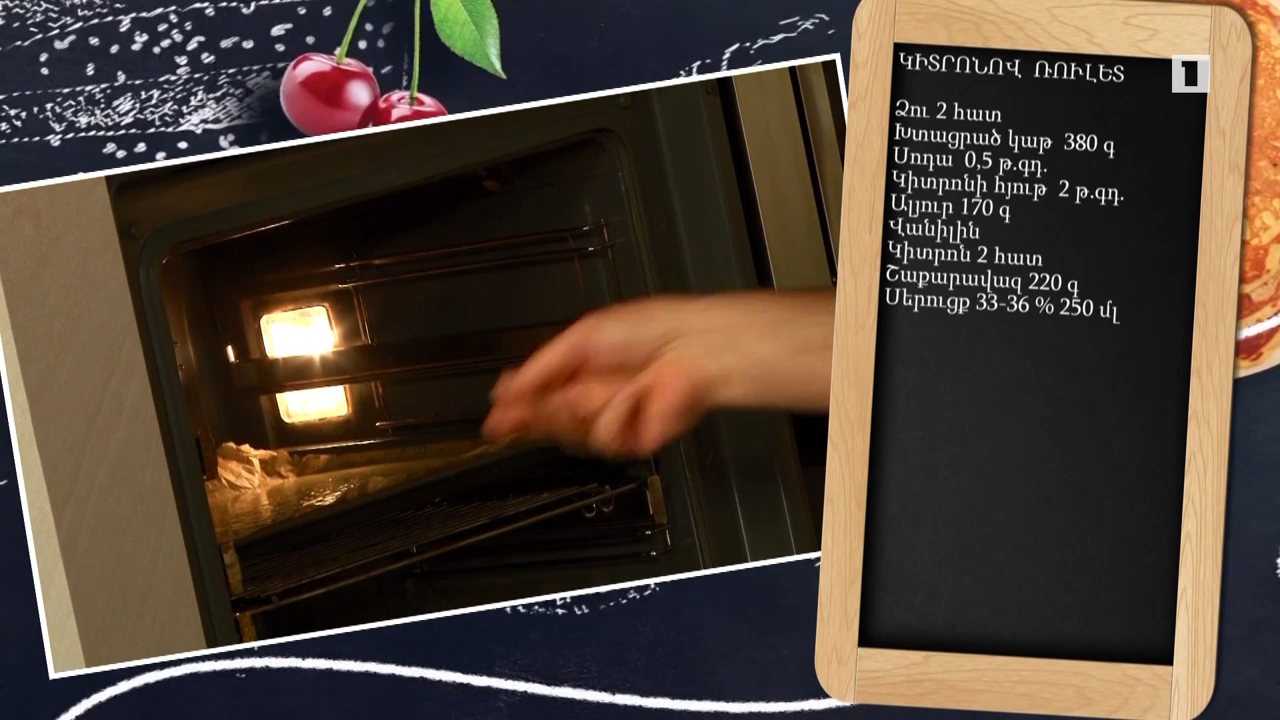 ԿԻՏՐՈՆՈՎ ՌՈՒԼԵՏ
1
Ձու 2 հատ
Խտացրած կաթ 380 գ
Սոդա 0,5 թ.գդ.
Կիտրոնի հյութ 2 թ.գդ.
Ալյուր 170 գ
Վանիլին
Կիտրոն 2 հատ
Շաքարավազ 220 գ
Սերուցք 33-36 % 250 մլ